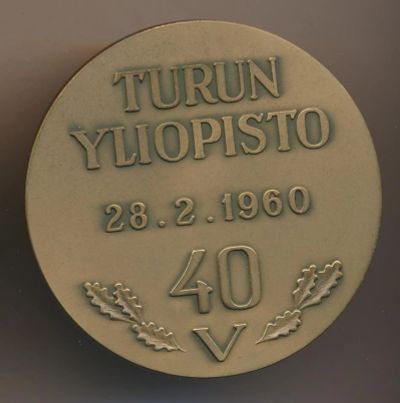 TURUN
YLIOPISTO
28.2.1960
40
V